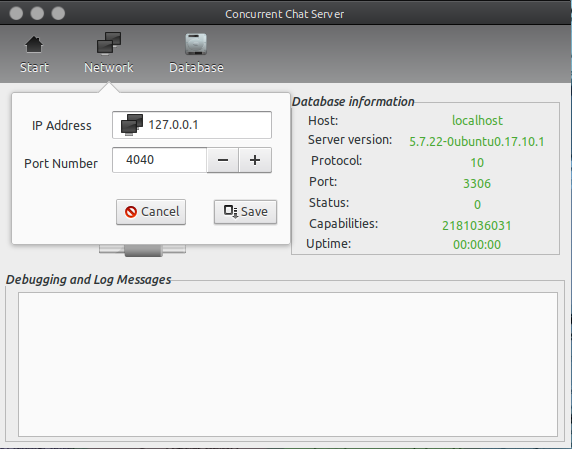 Concurrent Chat Server
Start Network Database
IP Address 127.0.0.1
Port Number 4040
Cancel Save
Database information
Host: localhost
Server version: 5.7.22-0ubuntu0.17.10.1
Protocol: 10
Port: 3306
Status: 0
Capabilities: 2181036031
Uptime: 00:00:00
Debugging and Log Messages